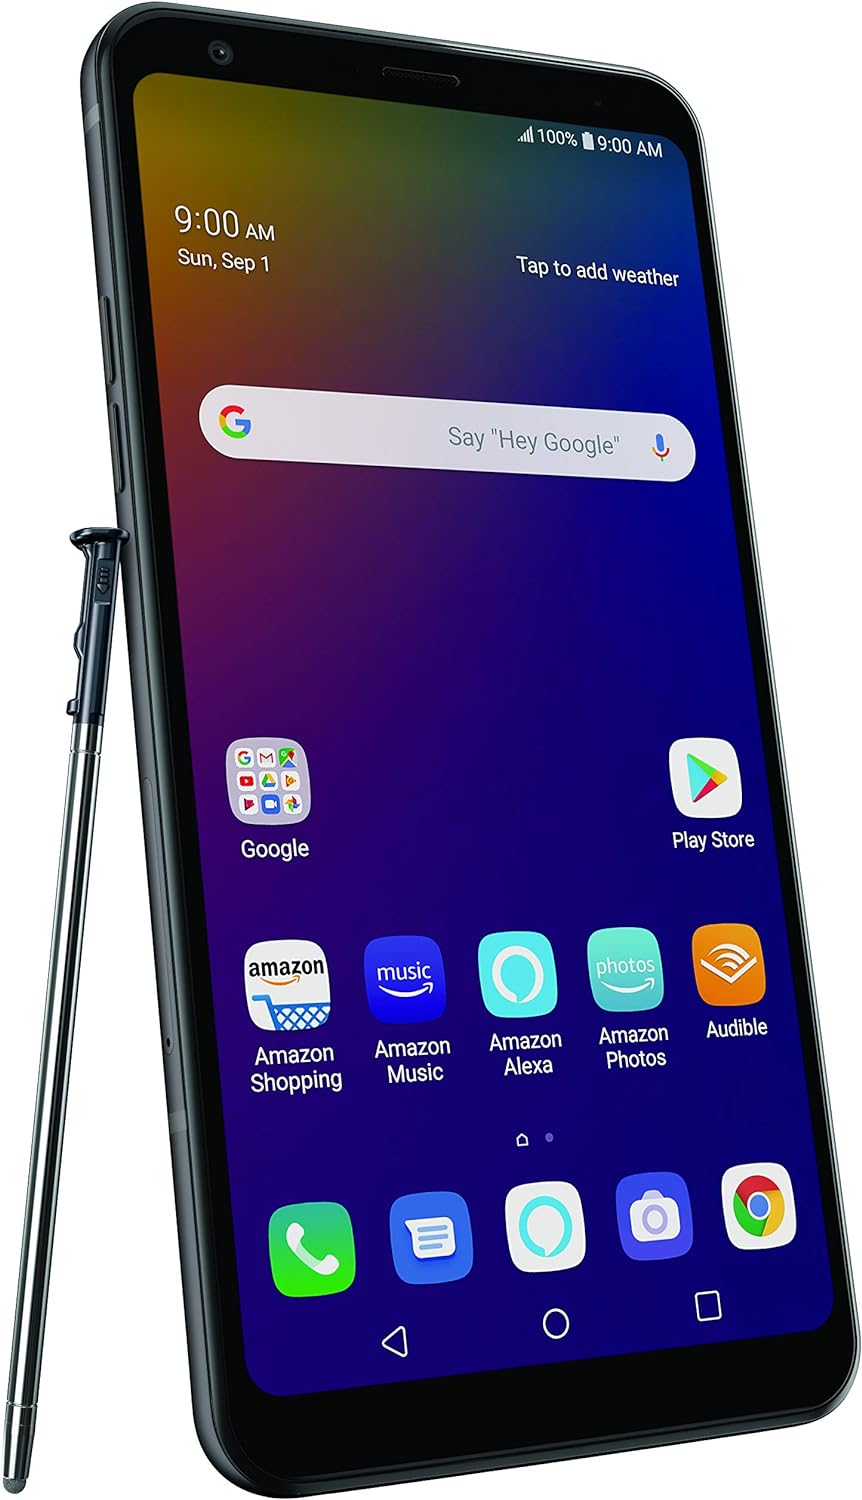 100% 9:00 AM
9:00 AM
Sun, Sep 1
Tap to add weather
G
Say "Hey Google"
Google
Play Store
amazon
music
photos
Amazon
Shopping
Amazon
Music
Amazon
Alexa
Amazon
Photos
Audible